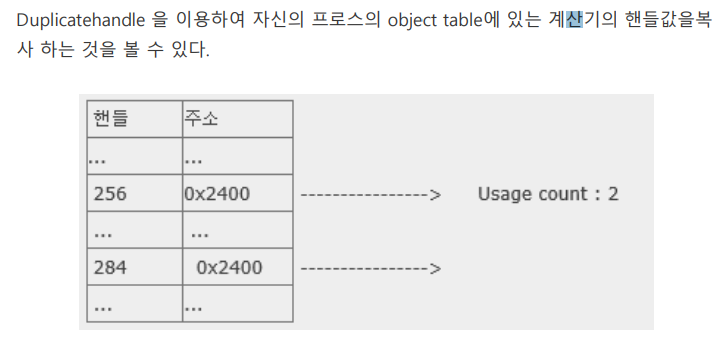 Duplicatehandle 을 이용하여 자신의 프로스의 object table에 있는 계산기의 핸들값을복
사 하는 것을 볼 수 있다.
핸들 주소
... ...
256 0x2400 ----------------> Usage count : 2
... ...
284 0x2400 ---------------->
... ...